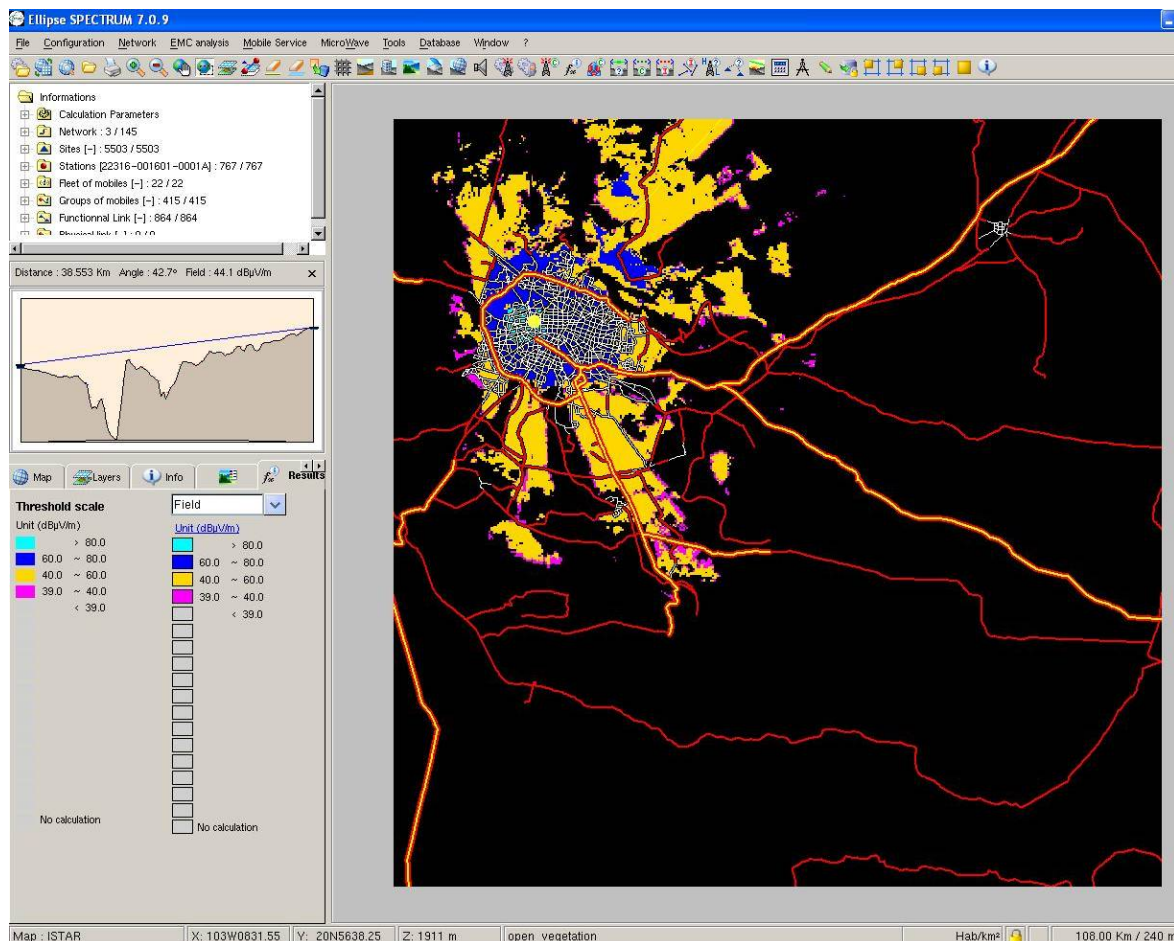 Ellipse SPECTRUM 7.0.9
File Configuration Network EMC analysis Mobile Service MicroWave Tools Database Window ?
Informations
Calculation Parameters
Network : 3 / 145
Sites [-] : 5503 / 5503
Stations [22316-001601-0001A] : 767 / 767
Fleet of mobiles [-] : 22 / 22
Groups of mobiles [-] : 415 / 415
Functionnal Link [-] : 864 / 864
Physical link [-] : 0 / 0
Distance : 38.553 Km Angle : 42.7º Field : 44.1 dBµV/m
Map Layers Info Results
Threshold scale
Unit (dBµV/m)
> 80.0
60.0 ~ 80.0
40.0 ~ 60.0
39.0 ~ 40.0
< 39.0
No calculation
Field
Unit (dBµV/m)
> 80.0
60.0 ~ 80.0
40.0 ~ 60.0
39.0 ~ 40.0
< 39.0
No calculation
Map : ISTAR X: 103W0831.55 Y: 20N5638.25 Z: 1911 m open vegetation Hab/km² 108.00 Km / 240 m